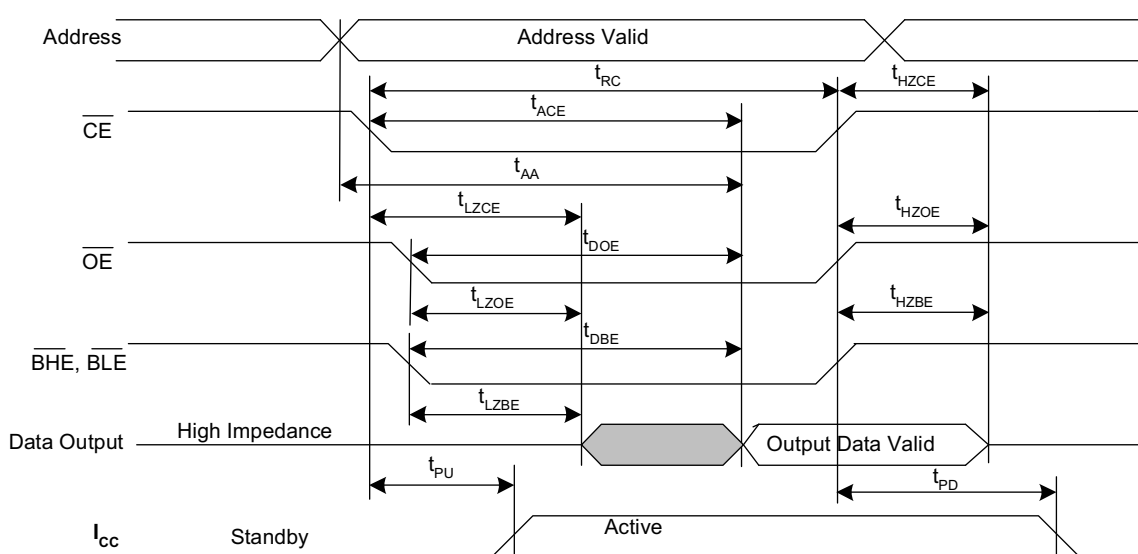 Address Address Valid
tRC tHZCE
CE tACE
tAA
tLZCE tHZOE
OE tDOE
tLZOE tHZBE
BHE, BLE tDBE
tLZBE
Data Output High Impedance Output Data Valid
tPU tPD
ICC Standby Active